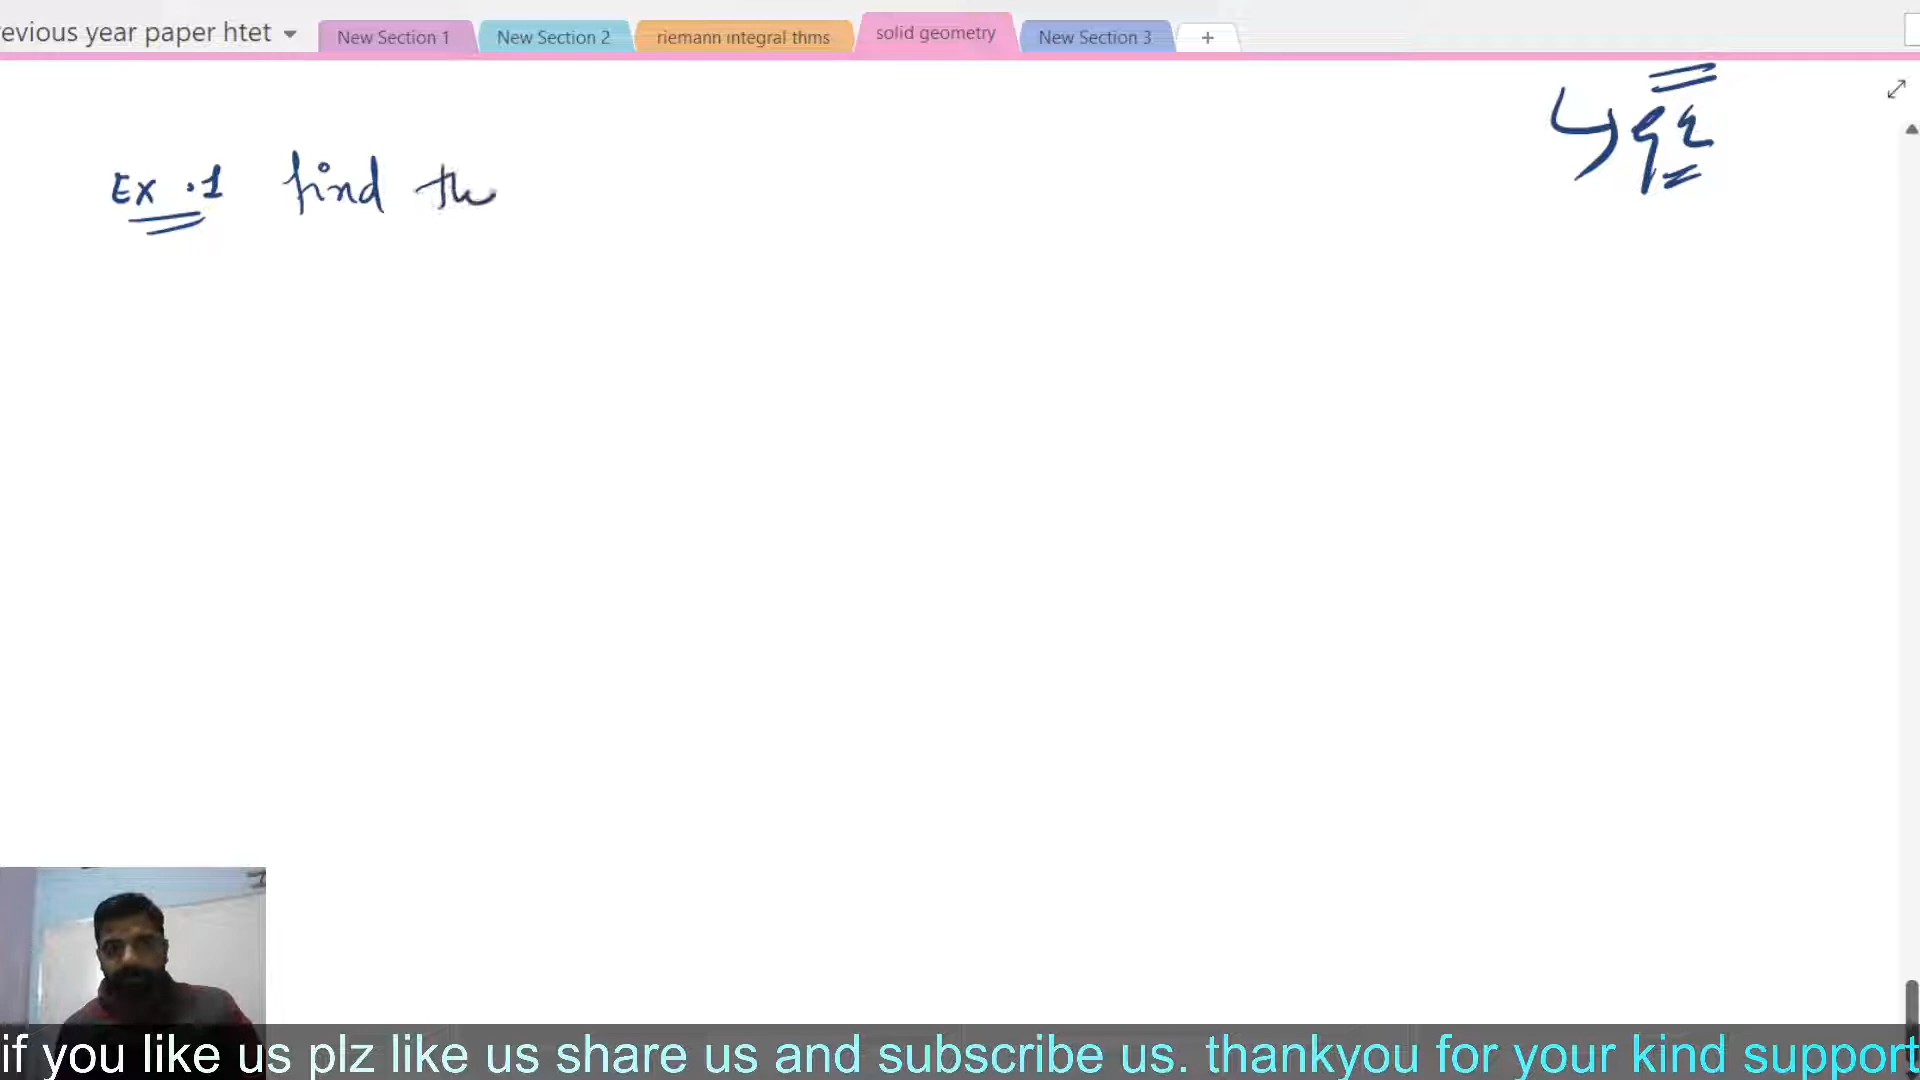 evious year paper htet
New Section 1
New Section 2
riemann integral thms
solid geometry
New Section 3
+
Ex .1 find the
if you like us plz like us share us and subscribe us. thankyou for your kind support